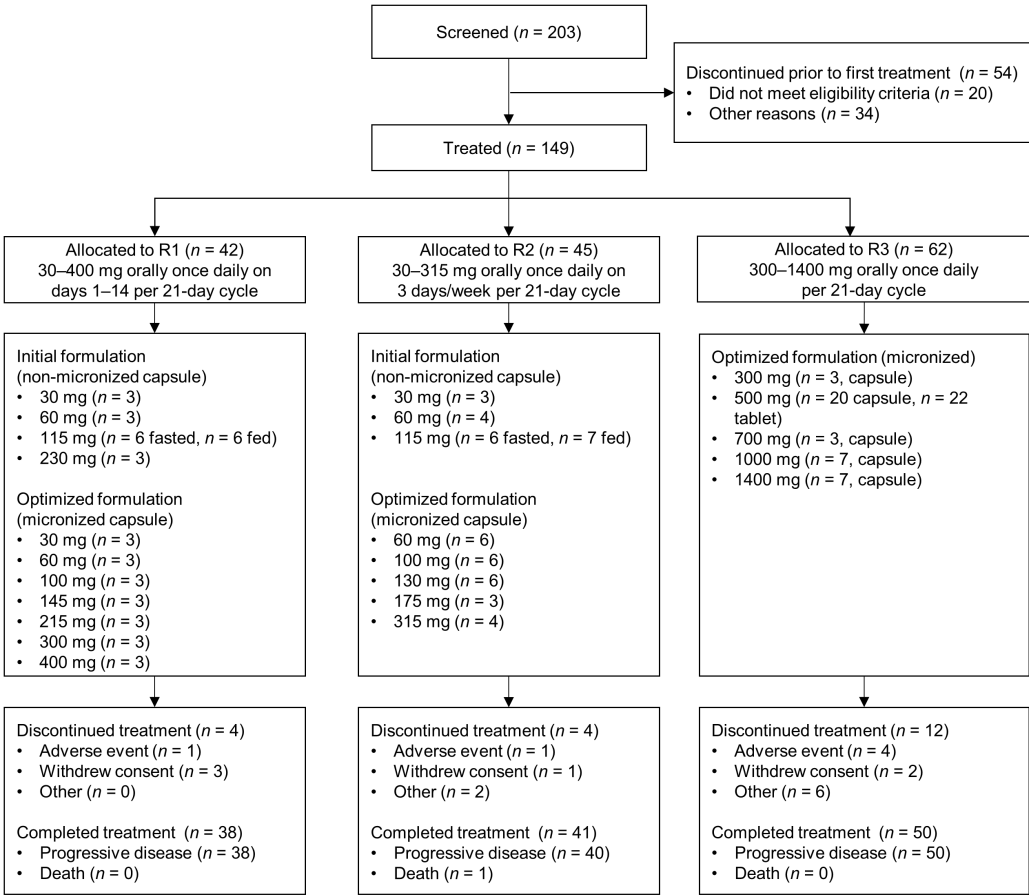 Screened (n = 203)
Discontinued prior to first treatment (n = 54)
• Did not meet eligibility criteria (n = 20)
• Other reasons (n = 34)
Treated (n = 149)
Allocated to R1 (n = 42)
30–400 mg orally once daily on
days 1–14 per 21-day cycle
Allocated to R2 (n = 45)
30–315 mg orally once daily on
3 days/week per 21-day cycle
Allocated to R3 (n = 62)
300–1400 mg orally once daily
per 21-day cycle
Initial formulation
(non-micronized capsule)
• 30 mg (n = 3)
• 60 mg (n = 3)
• 115 mg (n = 6 fasted, n = 6 fed)
• 230 mg (n = 3)
Optimized formulation
(micronized capsule)
• 30 mg (n = 3)
• 60 mg (n = 3)
• 100 mg (n = 3)
• 145 mg (n = 3)
• 215 mg (n = 3)
• 300 mg (n = 3)
• 400 mg (n = 3)
Initial formulation
(non-micronized capsule)
• 30 mg (n = 3)
• 60 mg (n = 4)
• 115 mg (n = 6 fasted, n = 7 fed)
Optimized formulation
(micronized capsule)
• 60 mg (n = 6)
• 100 mg (n = 6)
• 130 mg (n = 6)
• 175 mg (n = 3)
• 315 mg (n = 4)
Optimized formulation (micronized)
• 300 mg (n = 3, capsule)
• 500 mg (n = 20 capsule, n = 22
tablet)
• 700 mg (n = 3, capsule)
• 1000 mg (n = 7, capsule)
• 1400 mg (n = 7, capsule)
Discontinued treatment (n = 4)
• Adverse event (n = 1)
• Withdrew consent (n = 3)
• Other (n = 0)
Completed treatment (n = 38)
• Progressive disease (n = 38)
• Death (n = 0)
Discontinued treatment (n = 4)
• Adverse event (n = 1)
• Withdrew consent (n = 1)
• Other (n = 2)
Completed treatment (n = 41)
• Progressive disease (n = 40)
• Death (n = 1)
Discontinued treatment (n = 12)
• Adverse event (n = 4)
• Withdrew consent (n = 2)
• Other (n = 6)
Completed treatment (n = 50)
• Progressive disease (n = 50)
• Death (n = 0)